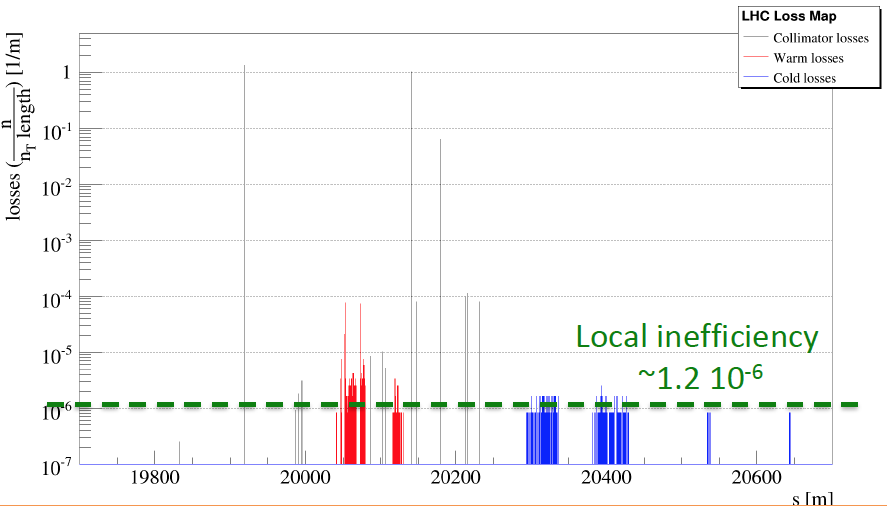 LHC Loss Map
Collimator losses
Warm losses
Cold losses
losses (n/n_T length) [1/m]
1
10^-1
10^-2
10^-3
10^-4
10^-5
10^-6
10^-7
Local inefficiency
~1.2 10^-6
19800 20000 20200 20400 20600
s [m]